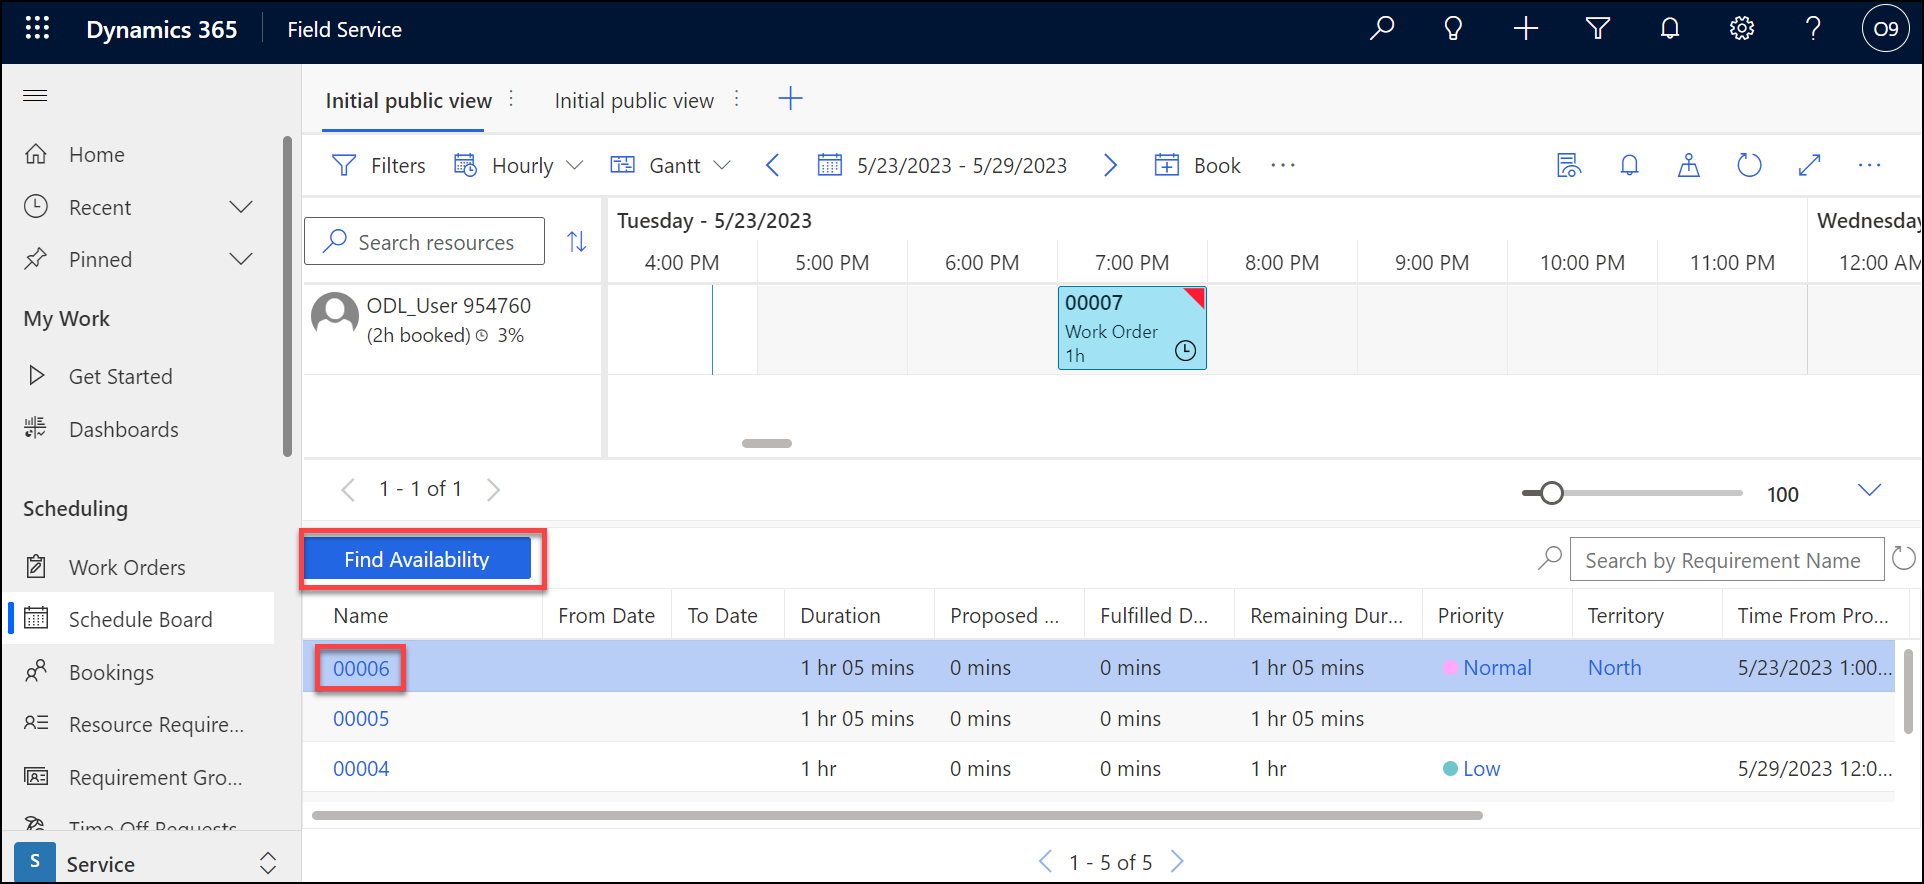 Dynamics 365
Field Service
O9
Initial public view
Initial public view
Filters
Hourly
Gantt
5/23/2023 - 5/29/2023
Book
Home
Recent
Pinned
My Work
Get Started
Dashboards
Scheduling
Work Orders
Schedule Board
Bookings
Resource Require...
Requirement Gro...
Time Off Requests
S
Service
Search resources
Tuesday - 5/23/2023
Wednesday
4:00 PM
5:00 PM
6:00 PM
7:00 PM
8:00 PM
9:00 PM
10:00 PM
11:00 PM
12:00 AM
ODL_User 954760
(2h booked) 3%
00007
Work Order
1h
1 - 1 of 1
100
Find Availability
Search by Requirement Name
Name From Date To Date Duration Proposed ... Fulfilled D... Remaining Dur... Priority Territory Time From Pro...
00006 1 hr 05 mins 0 mins 0 mins 1 hr 05 mins Normal North 5/23/2023 1:00...
00005 1 hr 05 mins 0 mins 0 mins 1 hr 05 mins
00004 1 hr 0 mins 0 mins 1 hr Low 5/29/2023 12:0...
1 - 5 of 5